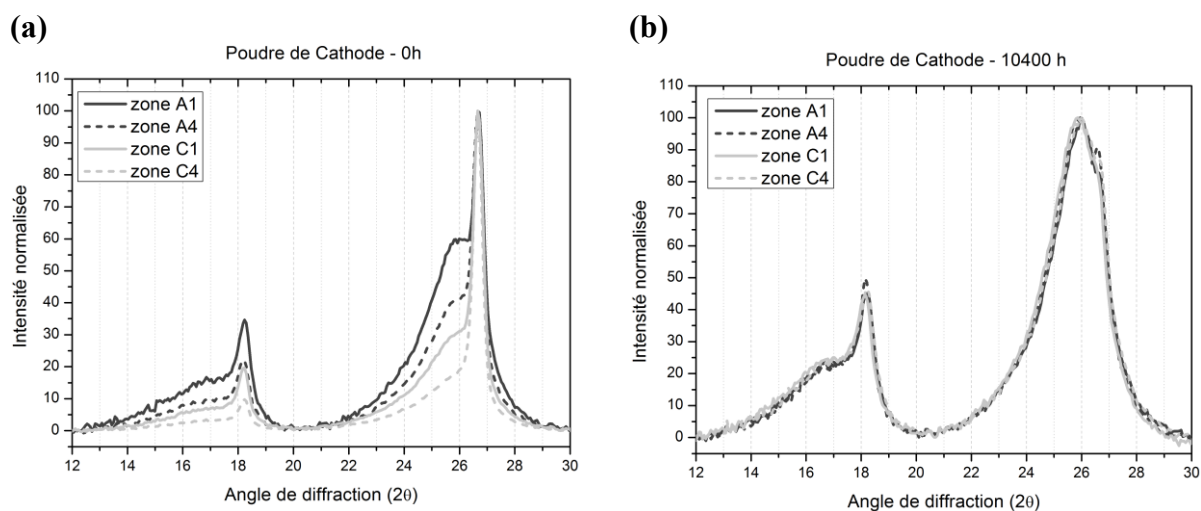 (a)
Poudre de Cathode - 0h
110
100
90
80
70
60
50
40
30
20
10
0
Intensité normalisée
zone A1
zone A4
zone C1
zone C4
12 14 16 18 20 22 24 26 28 30
Angle de diffraction (2θ)
(b)
Poudre de Cathode - 10400 h
110
100
90
80
70
60
50
40
30
20
10
0
Intensité normalisée
zone A1
zone A4
zone C1
zone C4
12 14 16 18 20 22 24 26 28 30
Angle de diffraction (2θ)